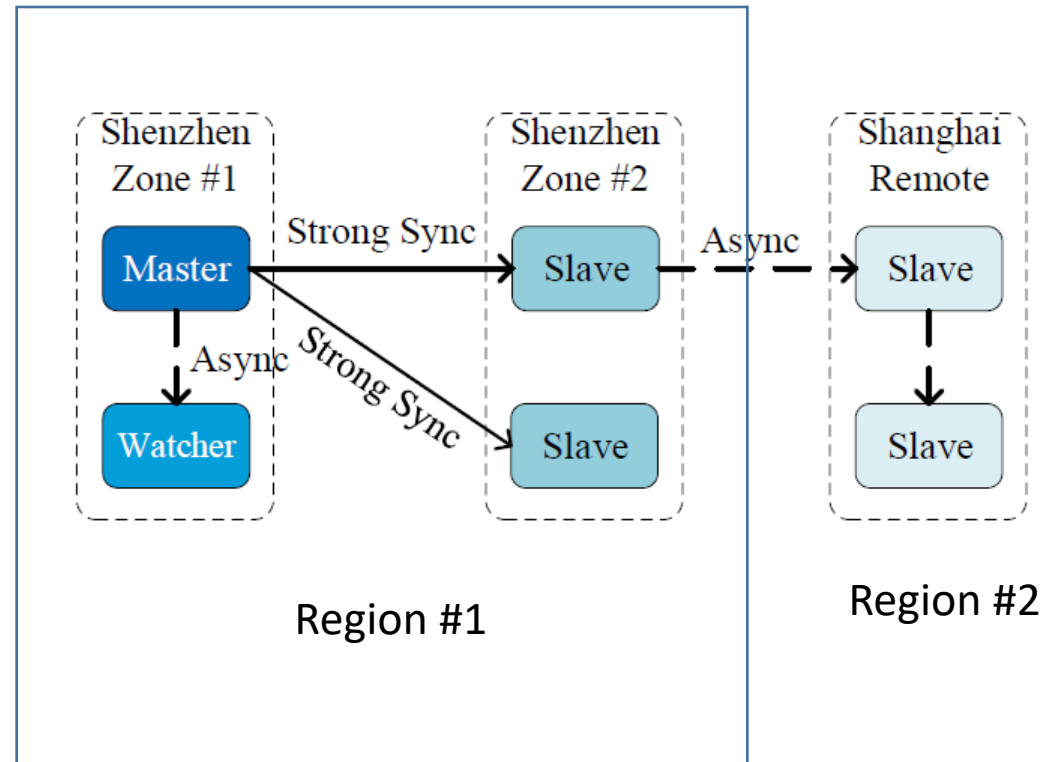 Shenzhen
Zone #1
Shenzhen
Zone #2
Shanghai
Remote
Master
Strong Sync
Slave
Async
Slave
Async
Strong Sync
Watcher
Slave
Slave
Region #1
Region #2